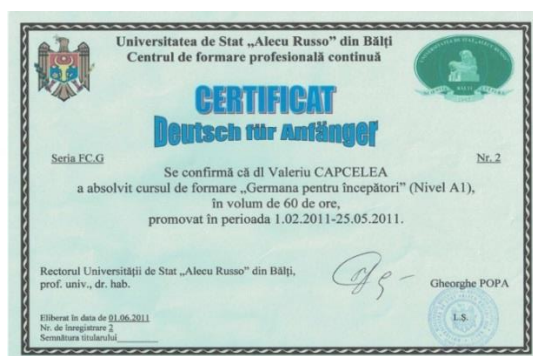 Universitatea de Stat „Alecu Russo” din Bălţi
Centrul de formare profesională continuă
CERTIFICAT
Deutsch für Anfänger
Seria FC.G
Nr. 2
Se confirmă că dl Valeriu CAPCELEA
a absolvit cursul de formare „Germana pentru începători” (Nivel A1),
în volum de 60 de ore,
promovat în perioada 1.02.2011-25.05.2011.
Rectorul Universităţii de Stat „Alecu Russo” din Bălţi,
prof. univ., dr. hab.
Gheorghe POPA
Eliberat în data de 01.06.2011
Nr. de înregistrare 2
Semnătura titularului
L.Ş.